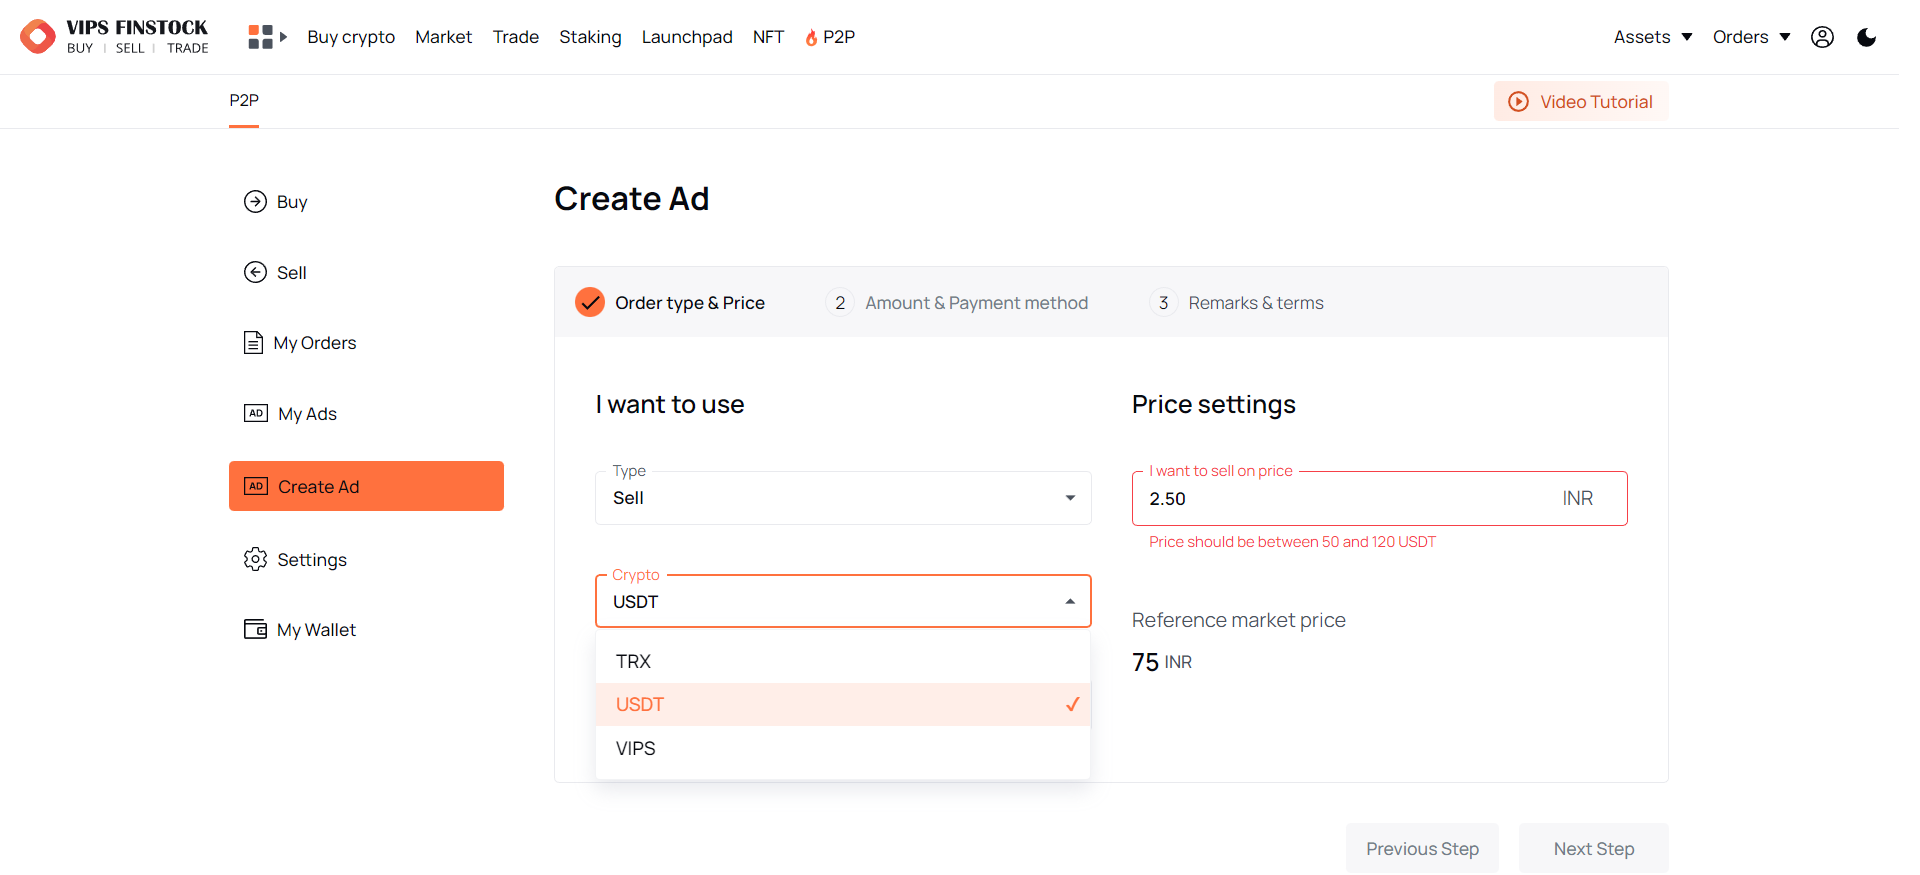 VIPS FINSTOCK
BUY | SELL | TRADE
Buy crypto Market Trade Staking Launchpad NFT P2P
Assets Orders
P2P
Video Tutorial
Buy
Sell
My Orders
AD My Ads
AD Create Ad
Settings
My Wallet
Create Ad
Order type & Price 2 Amount & Payment method 3 Remarks & terms
I want to use
Type
Sell
Crypto
USDT
TRX
USDT
VIPS
Price settings
I want to sell on price
2.50 INR
Price should be between 50 and 120 USDT
Reference market price
75 INR
Previous Step Next Step